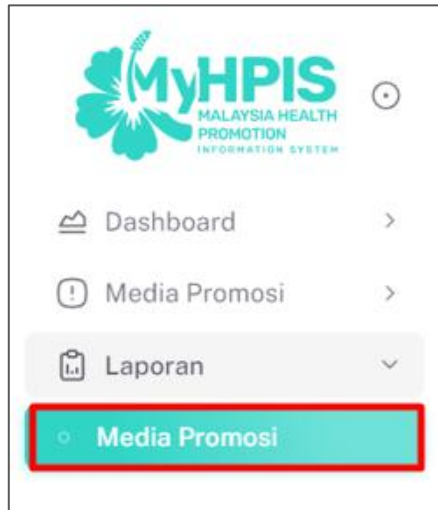 MyHPIS
MALAYSIA HEALTH
PROMOTION
INFORMATION SYSTEM
Dashboard
Media Promosi
Laporan
Media Promosi